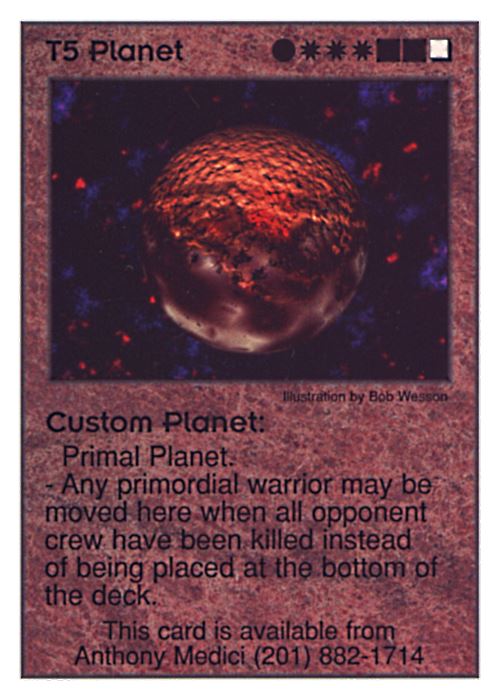 T5 Planet
Illustration by Bob Wesson
Custom Planet:
Primal Planet.
- Any primordial warrior may be
moved here when all opponent
crew have been killed instead
of being placed at the bottom of
the deck.
This card is available from
Anthony Medici (201) 882-1714